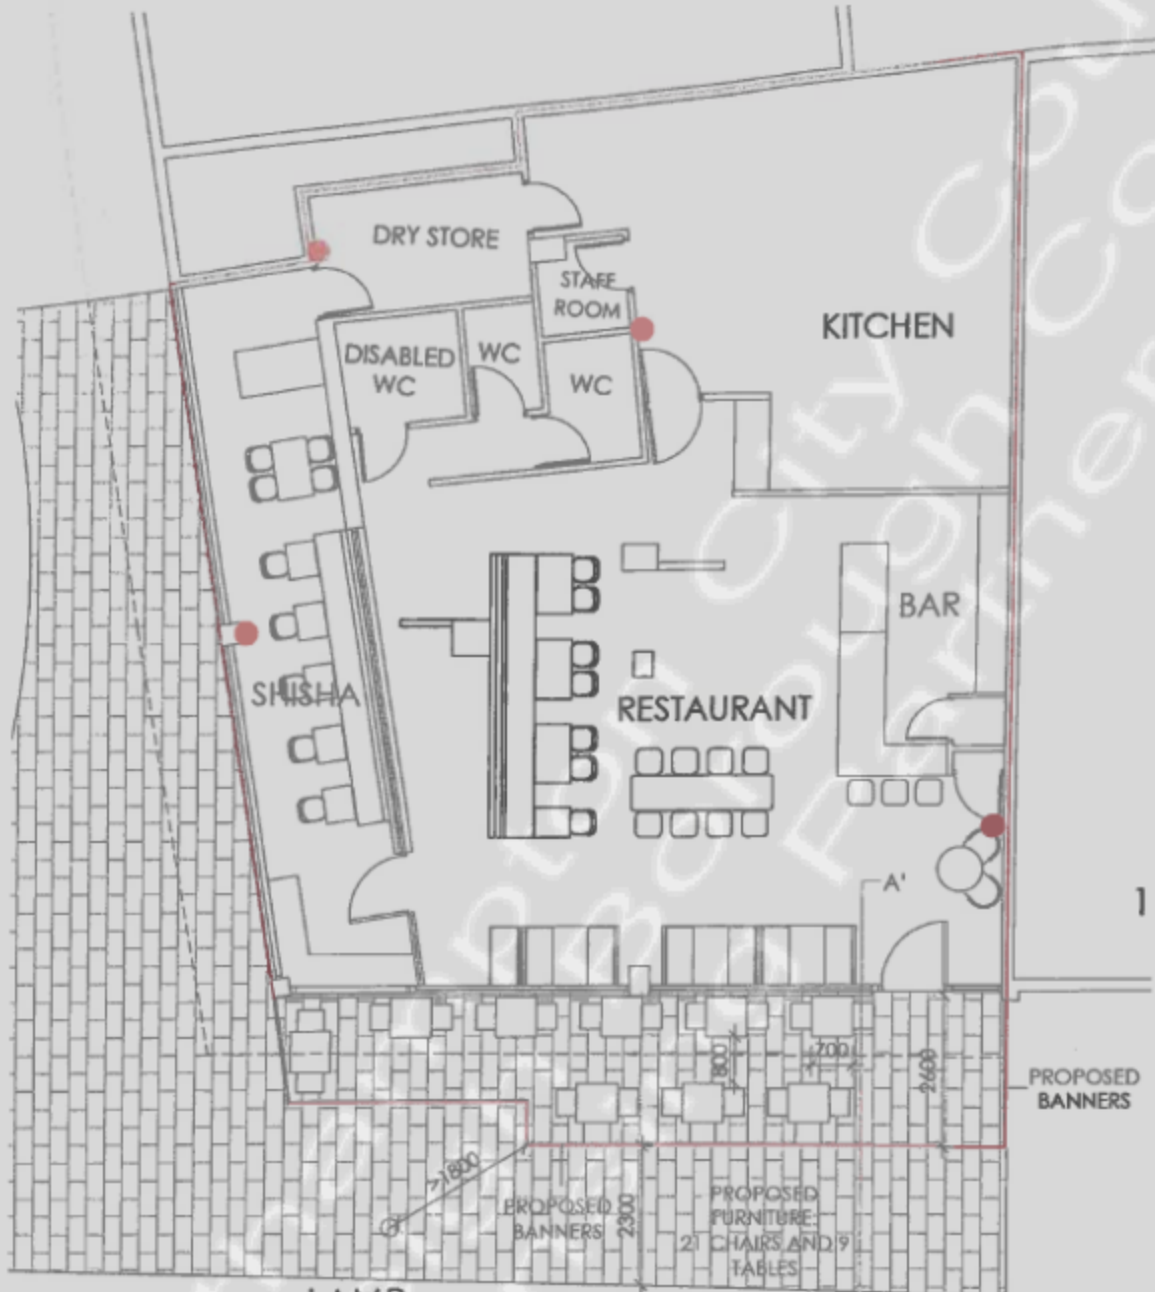 DRY STORE
STAFF
ROOM
KITCHEN
DISABLED
WC
WC
WC
BAR
SHISHA
RESTAURANT
A'
1
800
700
2600
PROPOSED
BANNERS
>1800
PROPOSED
BANNERS
2300
PROPOSED
FURNITURE:
21 CHAIRS AND 9
TABLES
City